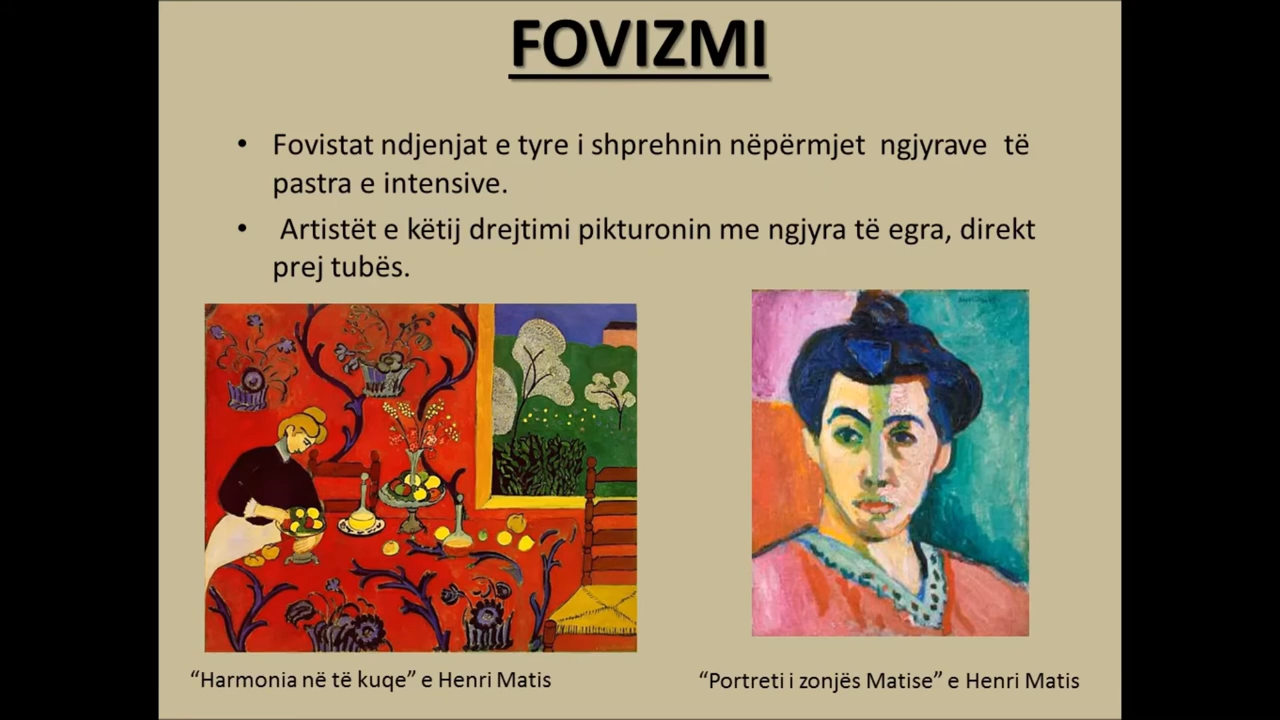 FOVIZMI
• Fovistat ndjenjat e tyre i shprehnin nëpërmjet ngjyrave të
pastra e intensive.
• Artistët e këtij drejtimi pikturonin me ngjyra të egra, direkt
prej tubës.
“Harmonia në të kuqe” e Henri Matis
“Portreti i zonjës Matise” e Henri Matis